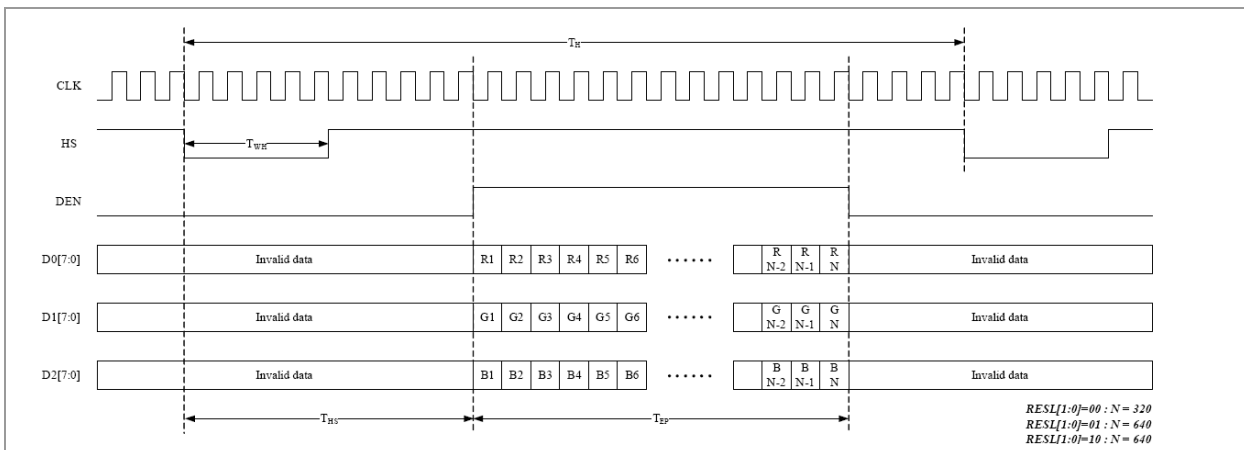 TH
CLK
HS
TWH
DEN
D0[7:0] Invalid data R1 R2 R3 R4 R5 R6 ...... R N-2 R N-1 R N Invalid data
D1[7:0] Invalid data G1 G2 G3 G4 G5 G6 ...... G N-2 G N-1 G N Invalid data
D2[7:0] Invalid data B1 B2 B3 B4 B5 B6 ...... B N-2 B N-1 B N Invalid data
THS TEP
RESL[1:0]=00 : N = 320
RESL[1:0]=01 : N = 640
RESL[1:0]=10 : N = 640